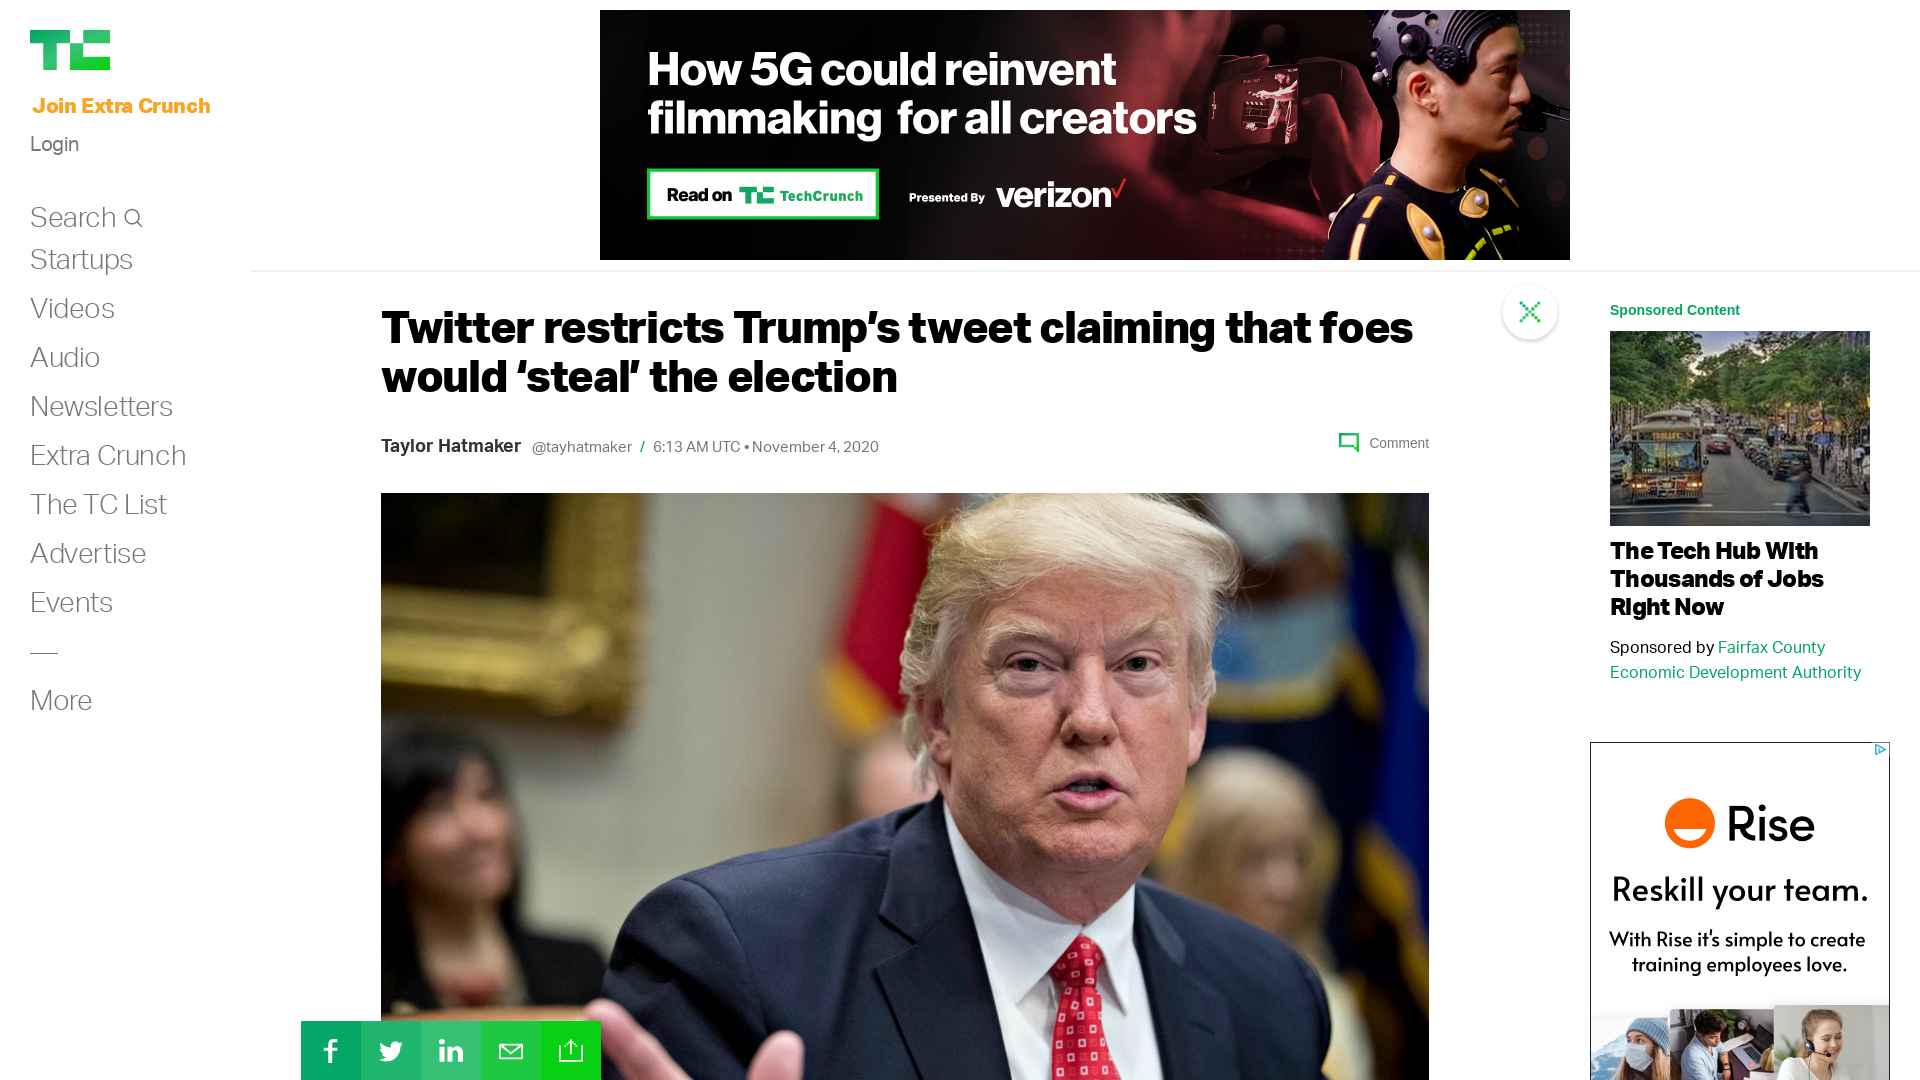 TC
Join Extra Crunch
Login
Search
Startups
Videos
Audio
Newsletters
Extra Crunch
The TC List
Advertise
Events
—
More
How 5G could reinvent
filmmaking for all creators
Read on TC TechCrunch
Presented By verizon✓
Twitter restricts Trump’s tweet claiming that foes
would ‘steal’ the election
Taylor Hatmaker @tayhatmaker / 6:13 AM UTC • November 4, 2020
Comment
Sponsored Content
TROLLEY
The Tech Hub With
Thousands of Jobs
Right Now
Sponsored by Fairfax County
Economic Development Authority
Rise
Reskill your team.
With Rise it's simple to create
training employees love.
f
in